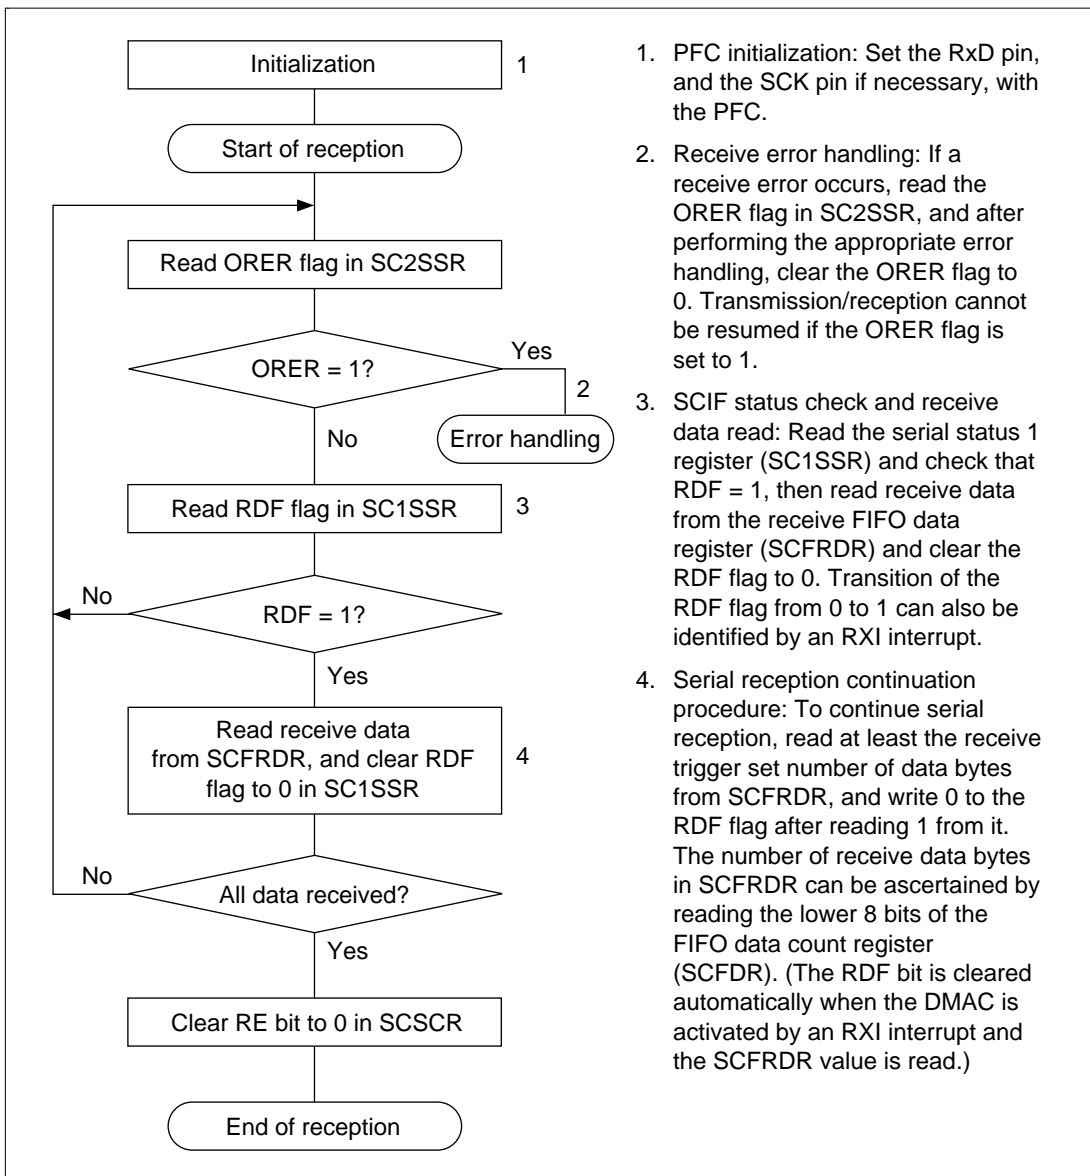 Initialization
1
Start of reception
Read ORER flag in SC2SSR
ORER = 1?
Yes
2
Error handling
No
Read RDF flag in SC1SSR
3
No
RDF = 1?
Yes
Read receive data
from SCFRDR, and clear RDF
flag to 0 in SC1SSR
4
No
All data received?
Yes
Clear RE bit to 0 in SCSCR
End of reception
1. PFC initialization: Set the RxD pin,
and the SCK pin if necessary, with
the PFC.
2. Receive error handling: If a
receive error occurs, read the
ORER flag in SC2SSR, and after
performing the appropriate error
handling, clear the ORER flag to
0. Transmission/reception cannot
be resumed if the ORER flag is
set to 1.
3. SCIF status check and receive
data read: Read the serial status 1
register (SC1SSR) and check that
RDF = 1, then read receive data
from the receive FIFO data
register (SCFRDR) and clear the
RDF flag to 0. Transition of the
RDF flag from 0 to 1 can also be
identified by an RXI interrupt.
4. Serial reception continuation
procedure: To continue serial
reception, read at least the receive
trigger set number of data bytes
from SCFRDR, and write 0 to the
RDF flag after reading 1 from it.
The number of receive data bytes
in SCFRDR can be ascertained by
reading the lower 8 bits of the
FIFO data count register
(SCFDR). (The RDF bit is cleared
automatically when the DMAC is
activated by an RXI interrupt and
the SCFRDR value is read.)